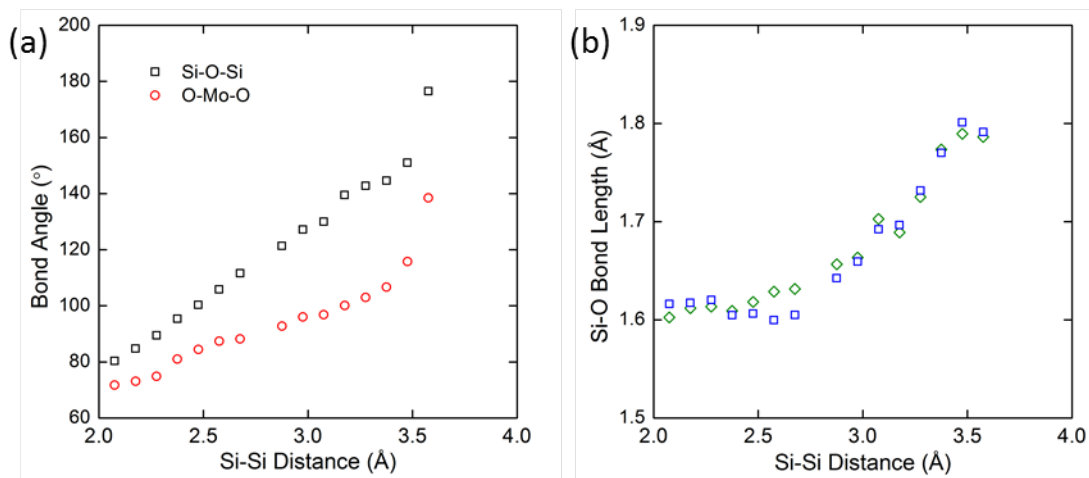 (a)
200
180
160
140
120
100
80
60
Bond Angle (°)
Si-O-Si
O-Mo-O
2.0 2.5 3.0 3.5 4.0
Si-Si Distance (Å)
(b)
1.9
1.8
1.7
1.6
1.5
Si-O Bond Length (Å)
2.0 2.5 3.0 3.5 4.0
Si-Si Distance (Å)